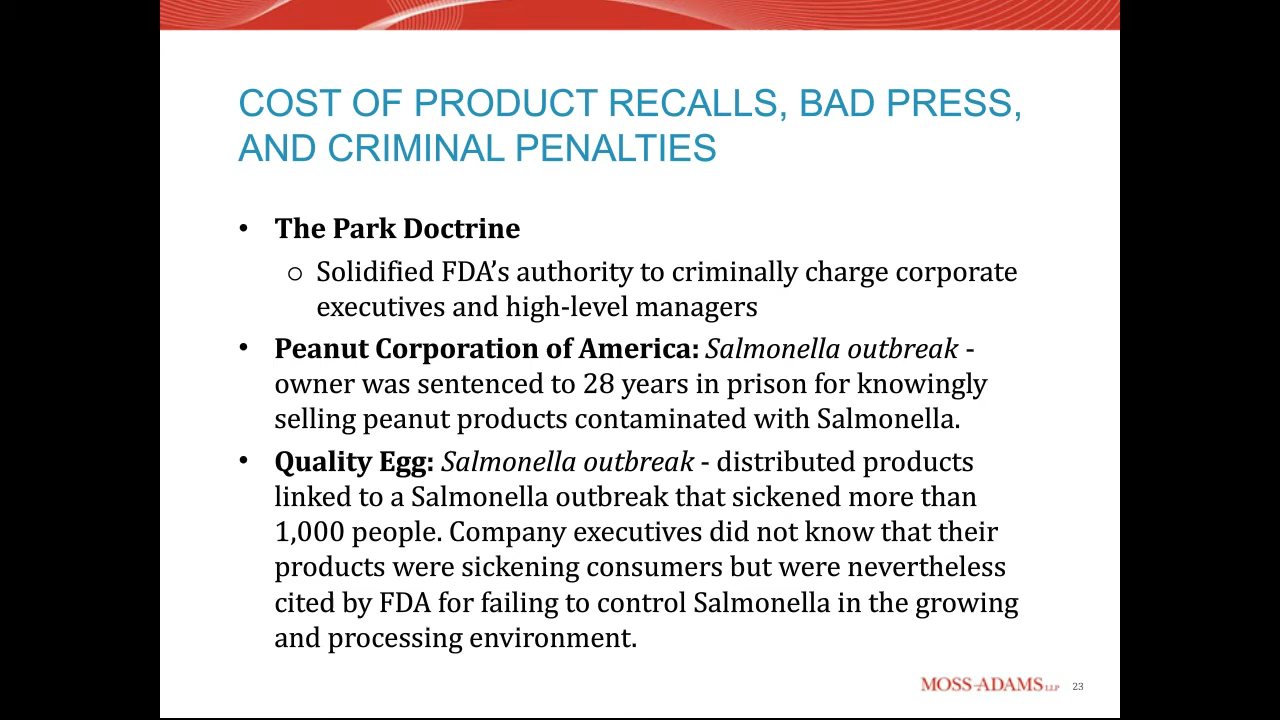 COST OF PRODUCT RECALLS, BAD PRESS,
AND CRIMINAL PENALTIES
• The Park Doctrine
○ Solidified FDA’s authority to criminally charge corporate
executives and high-level managers
• Peanut Corporation of America: Salmonella outbreak -
owner was sentenced to 28 years in prison for knowingly
selling peanut products contaminated with Salmonella.
• Quality Egg: Salmonella outbreak - distributed products
linked to a Salmonella outbreak that sickened more than
1,000 people. Company executives did not know that their
products were sickening consumers but were nevertheless
cited by FDA for failing to control Salmonella in the growing
and processing environment.
MOSS-ADAMS LLP 23